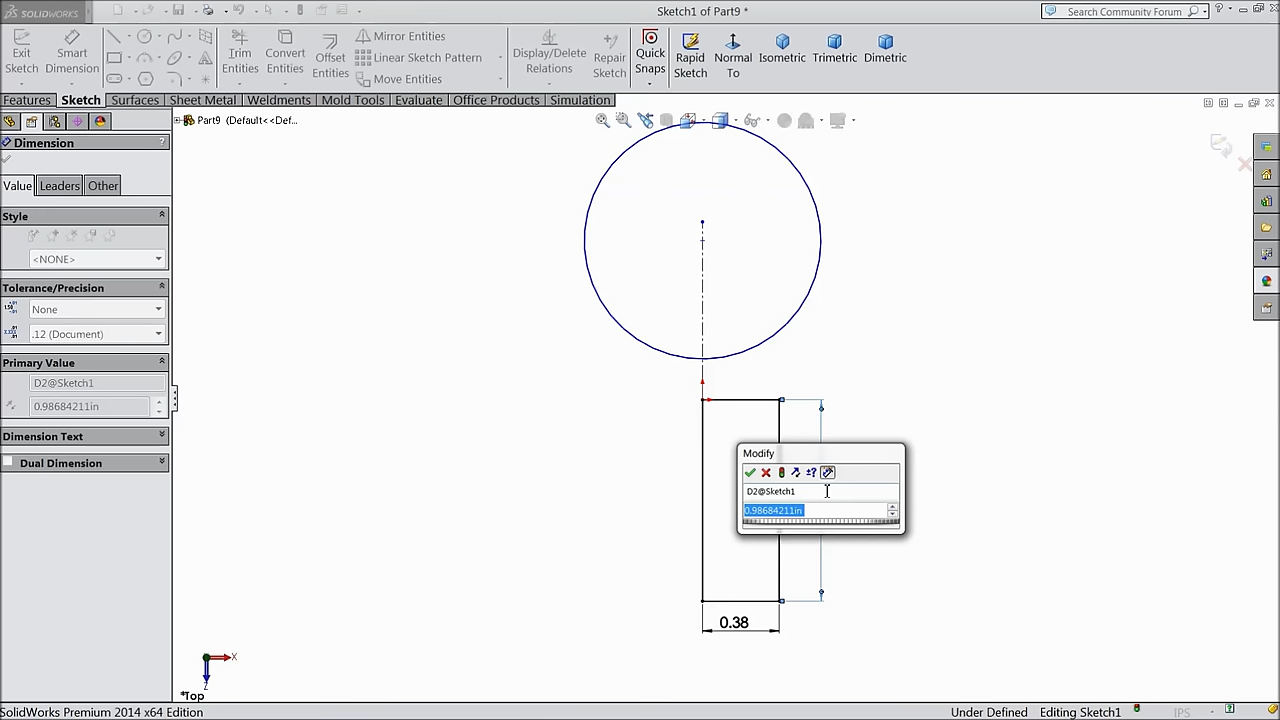 SOLIDWORKS
Sketch1 of Part9 *
Search Community Forum
?
Exit Sketch
Smart Dimension
Trim Entities
Convert Entities
Offset Entities
Mirror Entities
Linear Sketch Pattern
Move Entities
Display/Delete Relations
Repair Sketch
Quick Snaps
Rapid Sketch
Normal To
Isometric
Trimetric
Dimetric
Features Sketch Surfaces Sheet Metal Weldments Mold Tools Evaluate Office Products Simulation
Part9 (Default<<Def...
Dimension ?
Value Leaders Other
Style
<NONE>
Tolerance/Precision
None
.12 (Document)
Primary Value
D2@Sketch1
0.98684211in
Dimension Text
Dual Dimension
Modify
D2@Sketch1
0.98684211in
0.38
X
Z
*Top
SolidWorks Premium 2014 x64 Edition
Under Defined Editing Sketch1 IPS ?